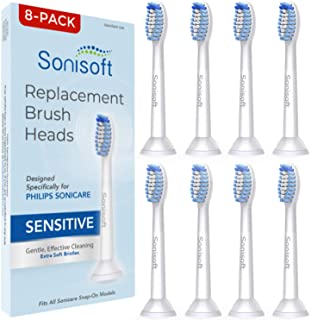 8-PACK
Sonisoft
Replacement
Brush
Heads
Designed
Specifically for
PHILIPS SONICARE
SENSITIVE
Gentle, Effective Cleaning
Extra Soft Bristles
Fits All Sonicare Snap-On Models
Sonisoft
Sonisoft
Sonisoft
Sonisoft
Sonisoft
Sonisoft
Sonisoft
Sonisoft